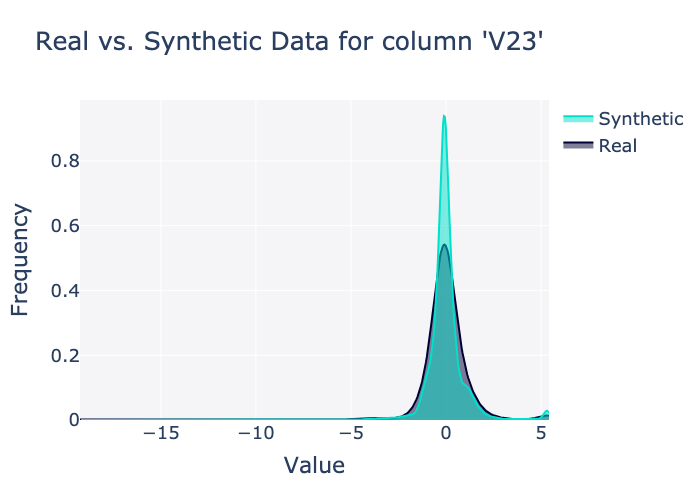 Real vs. Synthetic Data for column 'V23'
Synthetic
Real
Frequency
0.8
0.6
0.4
0.2
0
−15
−10
−5
0
5
Value